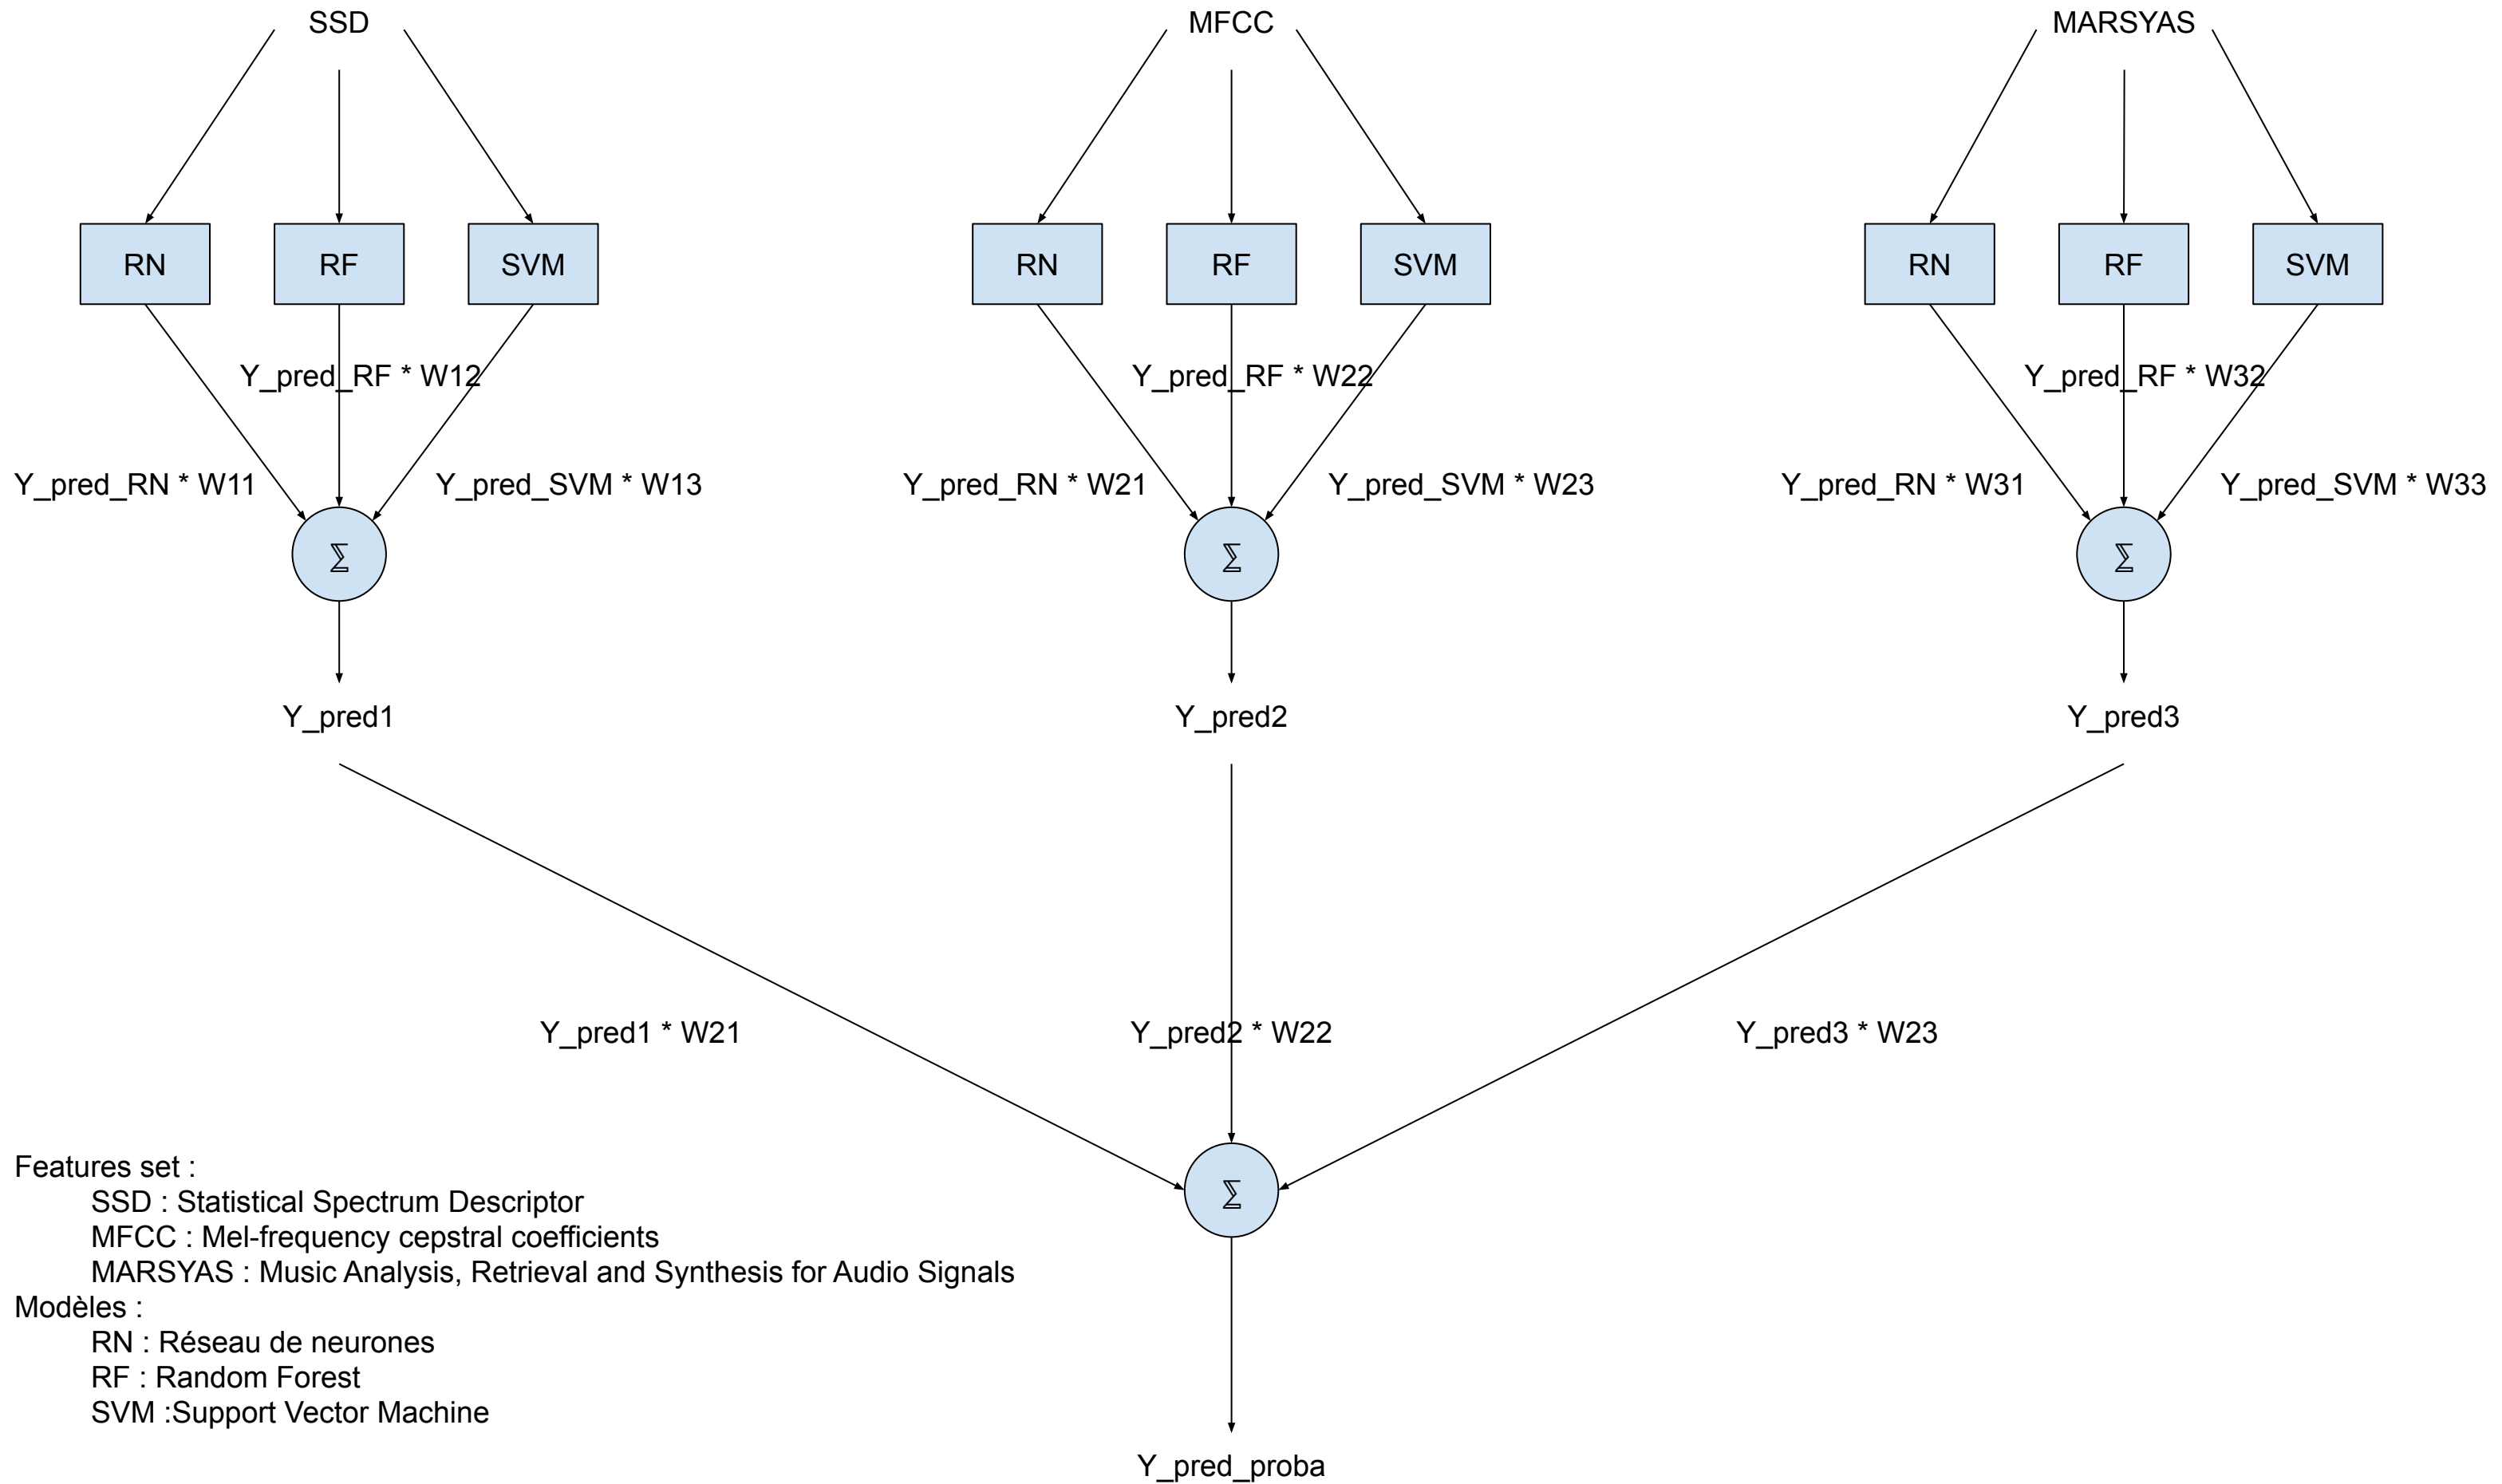 SSD
MFCC
MARSYAS
RN
RF
SVM
RN
RF
SVM
RN
RF
SVM
Y_pred_RF * W12
Y_pred_RF * W22
Y_pred_RF * W32
Y_pred_RN * W11
Y_pred_SVM * W13
Y_pred_RN * W21
Y_pred_SVM * W23
Y_pred_RN * W31
Y_pred_SVM * W33
⅀
⅀
⅀
Y_pred1
Y_pred2
Y_pred3
Y_pred1 * W21
Y_pred2 * W22
Y_pred3 * W23
⅀
Features set :
SSD : Statistical Spectrum Descriptor
MFCC : Mel-frequency cepstral coefficients
MARSYAS : Music Analysis, Retrieval and Synthesis for Audio Signals
Modèles :
RN : Réseau de neurones
RF : Random Forest
SVM :Support Vector Machine
Y_pred_proba